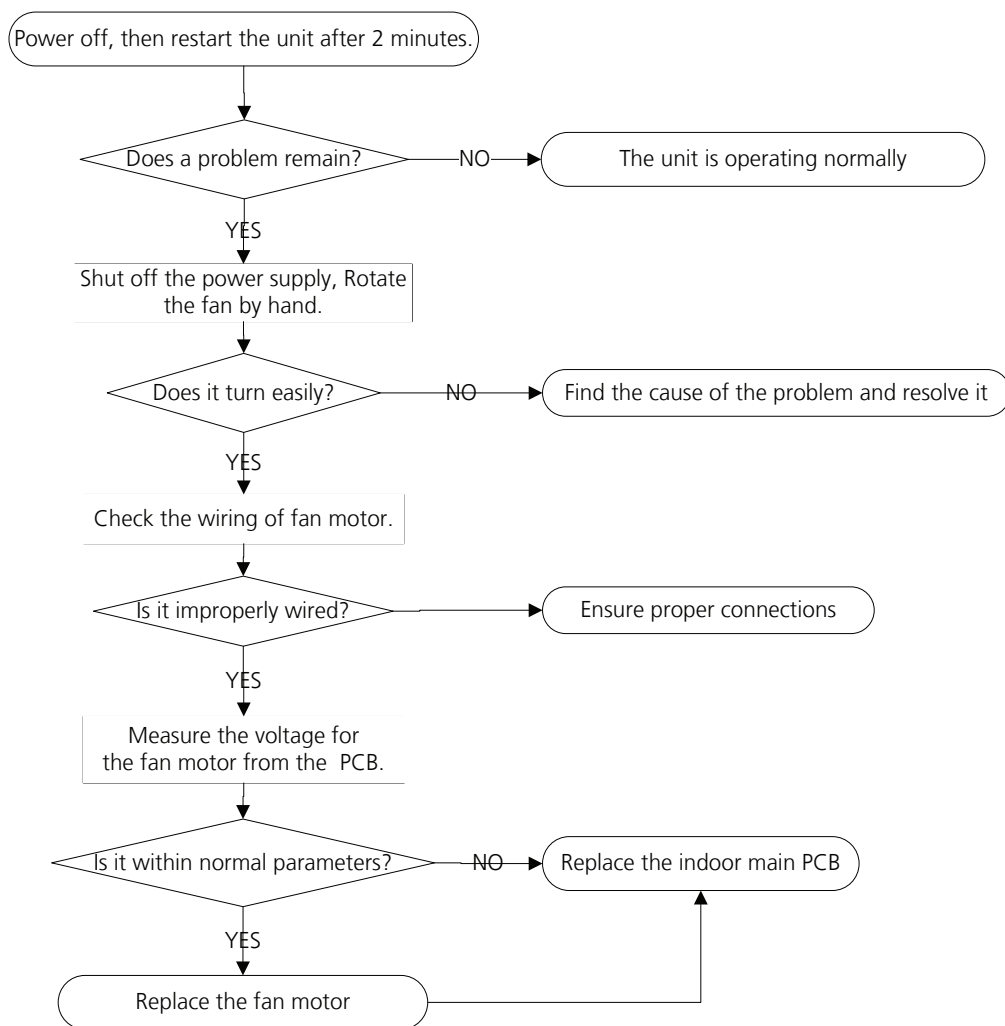 Power off, then restart the unit after 2 minutes.
Does a problem remain?
NO
The unit is operating normally
YES
Shut off the power supply, Rotate
the fan by hand.
Does it turn easily?
NO
Find the cause of the problem and resolve it
YES
Check the wiring of fan motor.
Is it improperly wired?
Ensure proper connections
YES
Measure the voltage for
the fan motor from the PCB.
Is it within normal parameters?
NO
Replace the indoor main PCB
YES
Replace the fan motor